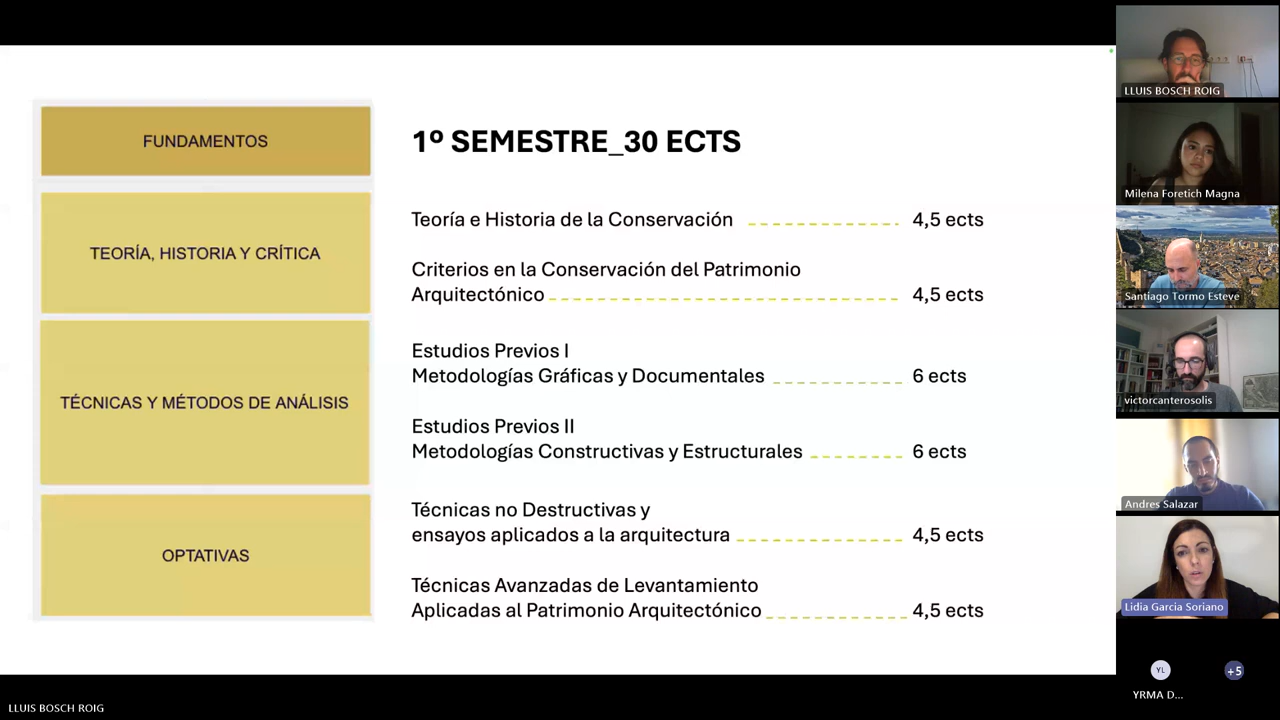 FUNDAMENTOS
TEORÍA, HISTORIA Y CRÍTICA
TÉCNICAS Y MÉTODOS DE ANÁLISIS
OPTATIVAS
1º SEMESTRE_30 ECTS
Teoría e Historia de la Conservación 4,5 ects
Criterios en la Conservación del Patrimonio
Arquitectónico 4,5 ects
Estudios Previos I
Metodologías Gráficas y Documentales 6 ects
Estudios Previos II
Metodologías Constructivas y Estructurales 6 ects
Técnicas no Destructivas y
ensayos aplicados a la arquitectura 4,5 ects
Técnicas Avanzadas de Levantamiento
Aplicadas al Patrimonio Arquitectónico 4,5 ects
LLUIS BOSCH ROIG
Milena Foretich Magna
Santiago Tormo Esteve
victorcanterosolis
Andres Salazar
Lidia Garcia Soriano
YL
+5
YRMA D...
LLUIS BOSCH ROIG